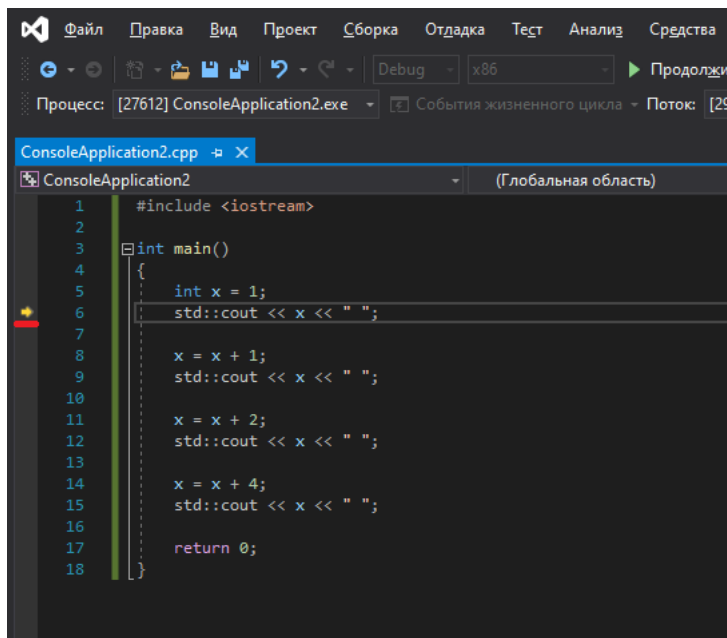 Файл Правка Вид Проект Сборка Отладка Тест Анализ Средства
Debug x86 Продолжи
Процесс: [27612] ConsoleApplication2.exe События жизненного цикла Поток: [29
ConsoleApplication2.cpp
ConsoleApplication2 (Глобальная область)
1 #include <iostream>
2
3 int main()
4 {
5 int x = 1;
6 std::cout << x << " ";
7
8 x = x + 1;
9 std::cout << x << " ";
10
11 x = x + 2;
12 std::cout << x << " ";
13
14 x = x + 4;
15 std::cout << x << " ";
16
17 return 0;
18 }